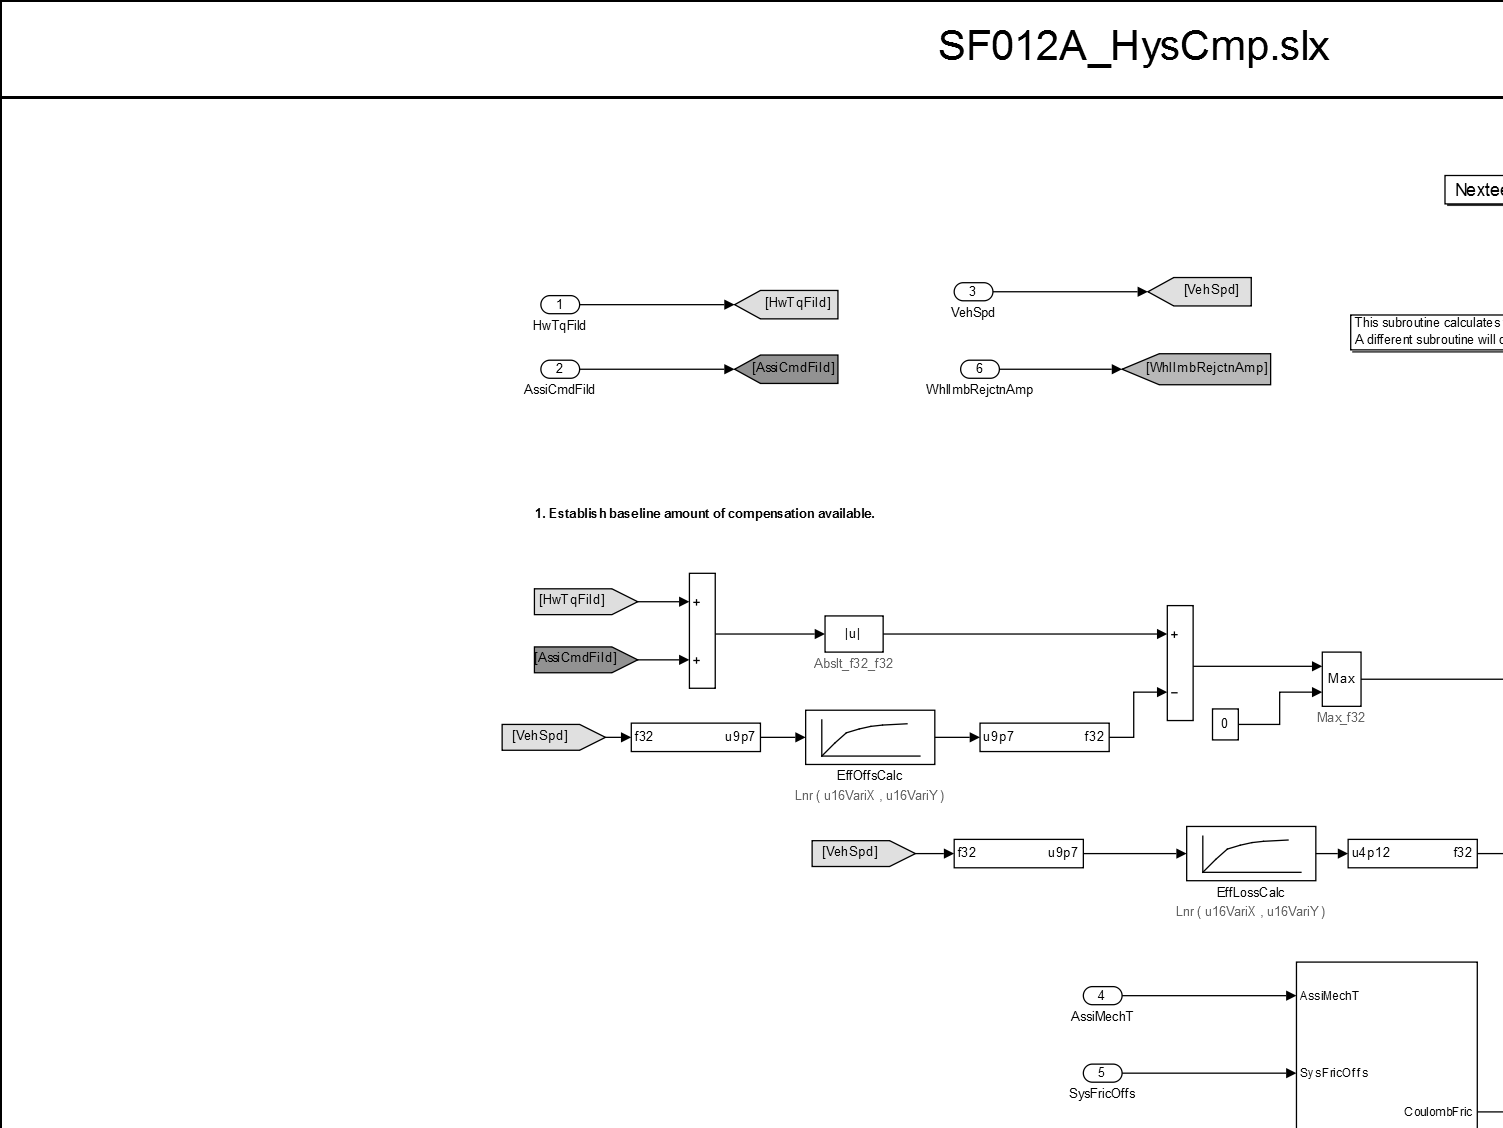 SF012A_HysCmp.slx
Nextee
[HwTqFild]
[VehSpd]
1
3
HwTqFild
VehSpd
This subroutine calculates
A different subroutine will
[AssiCmdFild]
[WhlImbRejctnAmp]
2
6
AssiCmdFild
WhlImbRejctnAmp
1. Establish baseline amount of compensation available.
[HwTqFild]
+
|u|
+
[AssiCmdFild]
+
Abslt_f32_f32
Max
−
0
Max_f32
[VehSpd]
f32 u9p7
u9p7 f32
EffOffsCalc
Lnr ( u16VariX , u16VariY )
[VehSpd]
f32 u9p7
u4p12 f32
EffLossCalc
Lnr ( u16VariX , u16VariY )
4
AssiMechT
AssiMechT
5
SysFricOffs
SysFricOffs
CoulombFric